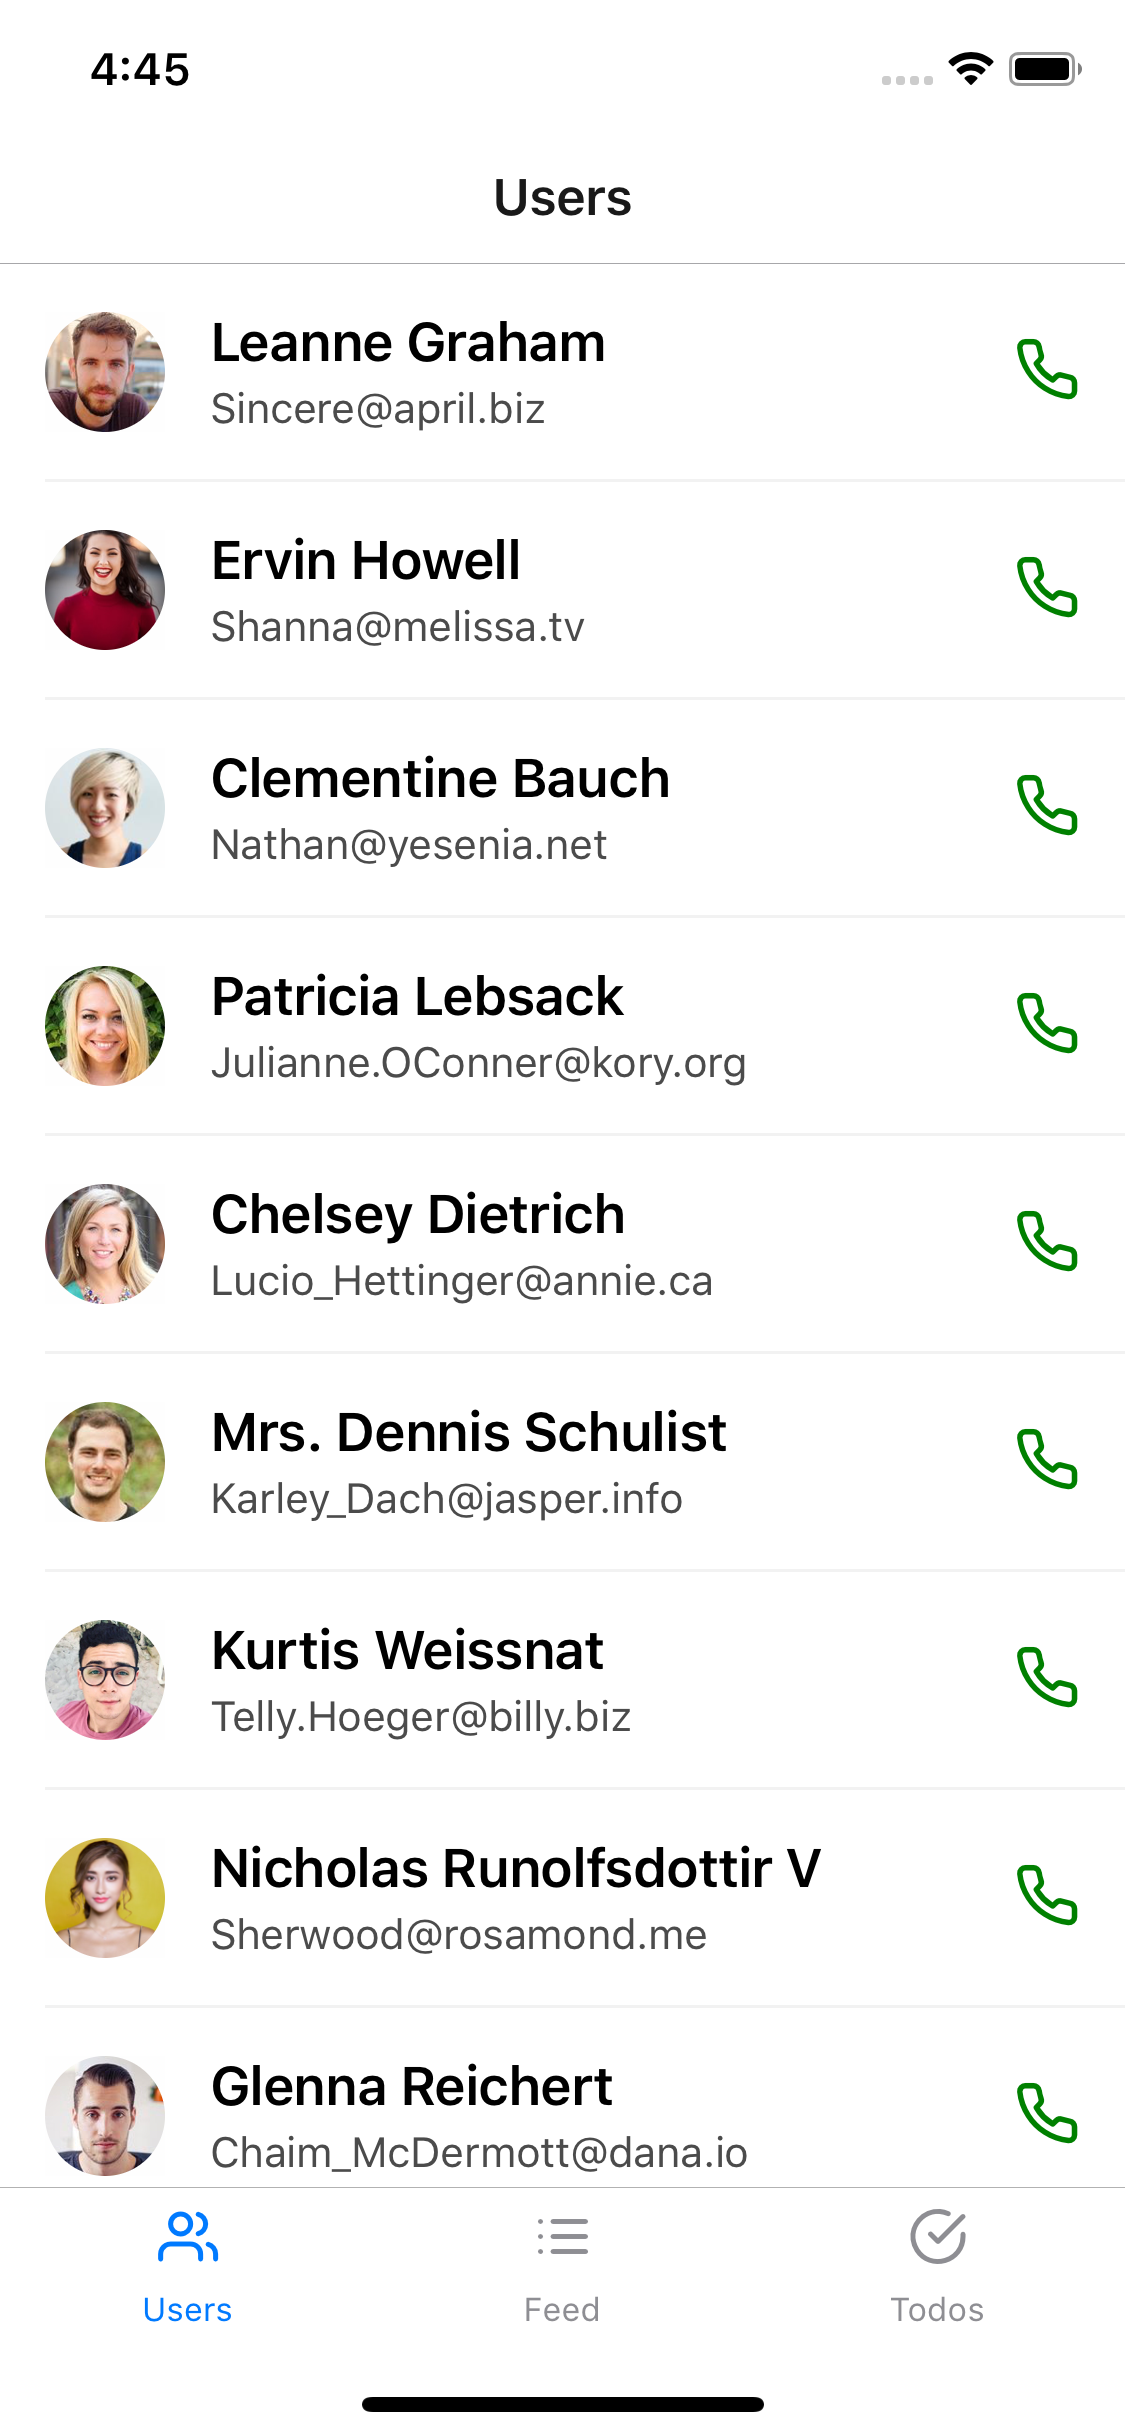 4:45
Users
Leanne Graham
Sincere@april.biz
Ervin Howell
Shanna@melissa.tv
Clementine Bauch
Nathan@yesenia.net
Patricia Lebsack
Julianne.OConner@kory.org
Chelsey Dietrich
Lucio_Hettinger@annie.ca
Mrs. Dennis Schulist
Karley_Dach@jasper.info
Kurtis Weissnat
Telly.Hoeger@billy.biz
Nicholas Runolfsdottir V
Sherwood@rosamond.me
Glenna Reichert
Chaim_McDermott@dana.io
Users Feed Todos